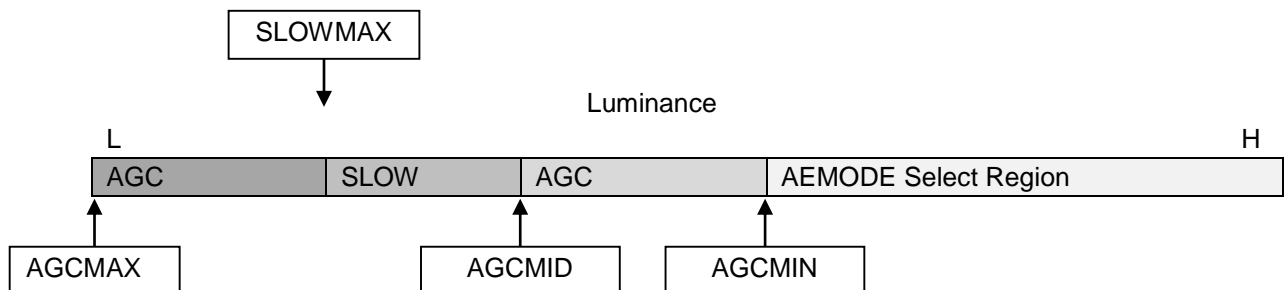 SLOWMAX
Luminance
L H
AGC SLOW AGC AEMODE Select Region
AGCMAX AGCMID AGCMIN